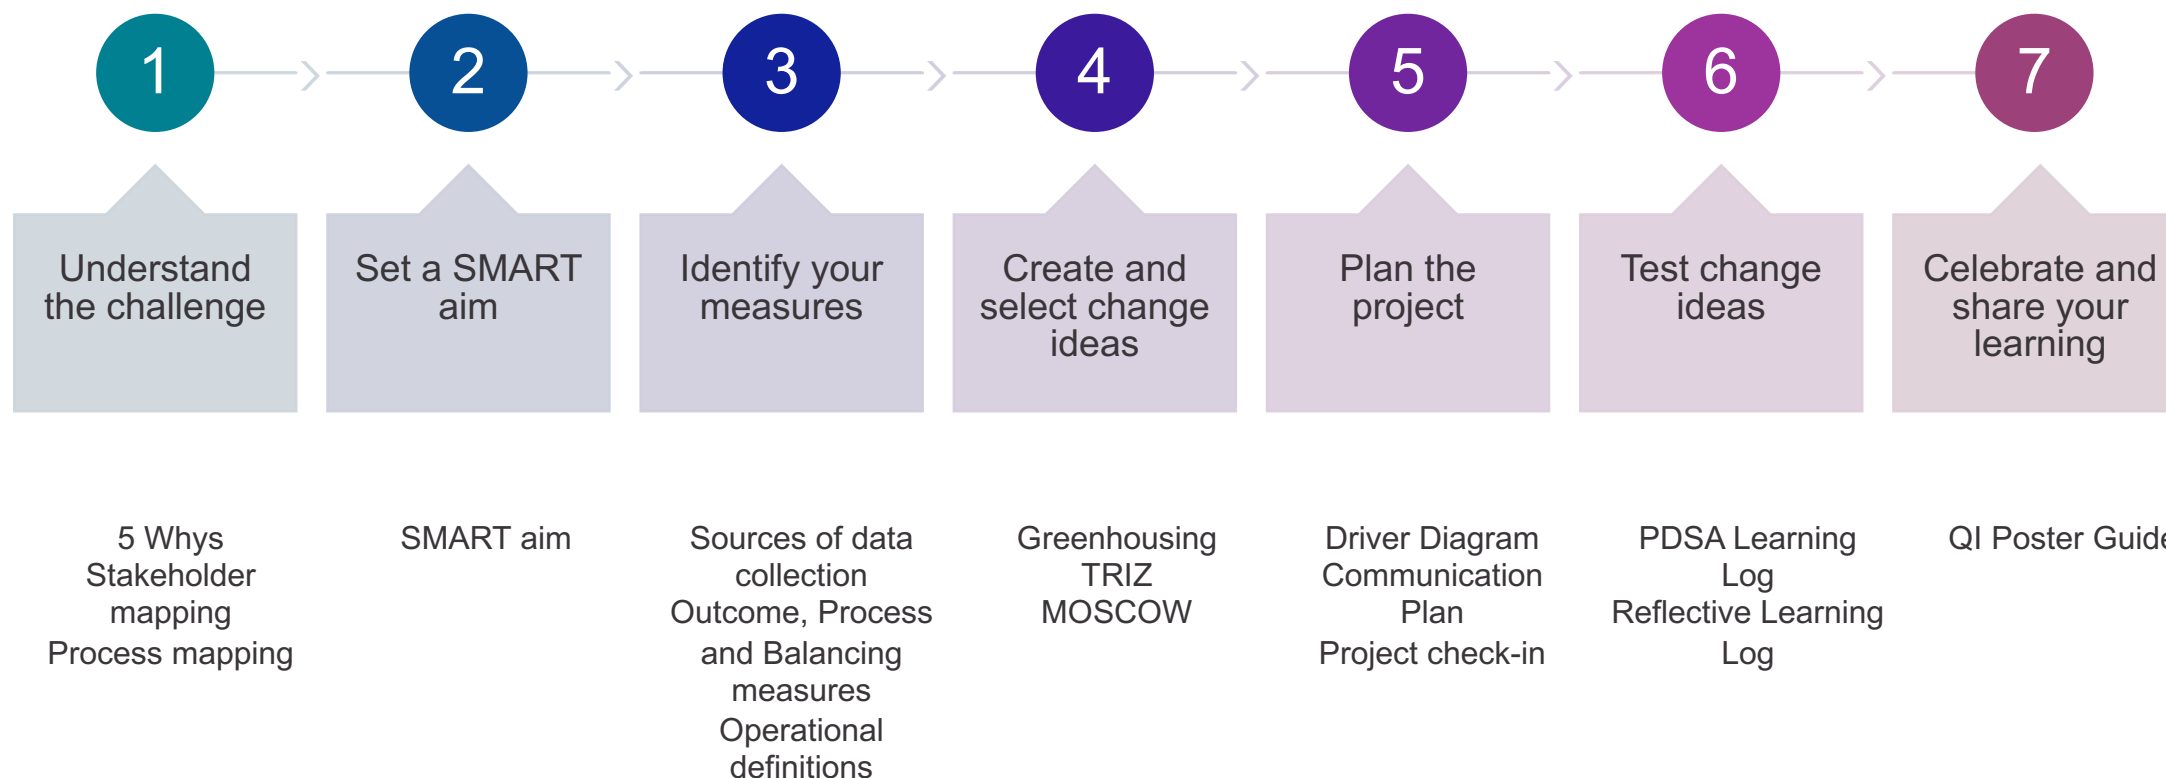 1
2
3
4
5
6
7
Understand
the challenge
Set a SMART
aim
Identify your
measures
Create and
select change
ideas
Plan the
project
Test change
ideas
Celebrate and
share your
learning
5 Whys
Stakeholder
mapping
Process mapping
SMART aim
Sources of data
collection
Outcome, Process
and Balancing
measures
Operational
definitions
Greenhousing
TRIZ
MOSCOW
Driver Diagram
Communication
Plan
Project check-in
PDSA Learning
Log
Reflective Learning
Log
QI Poster Guide